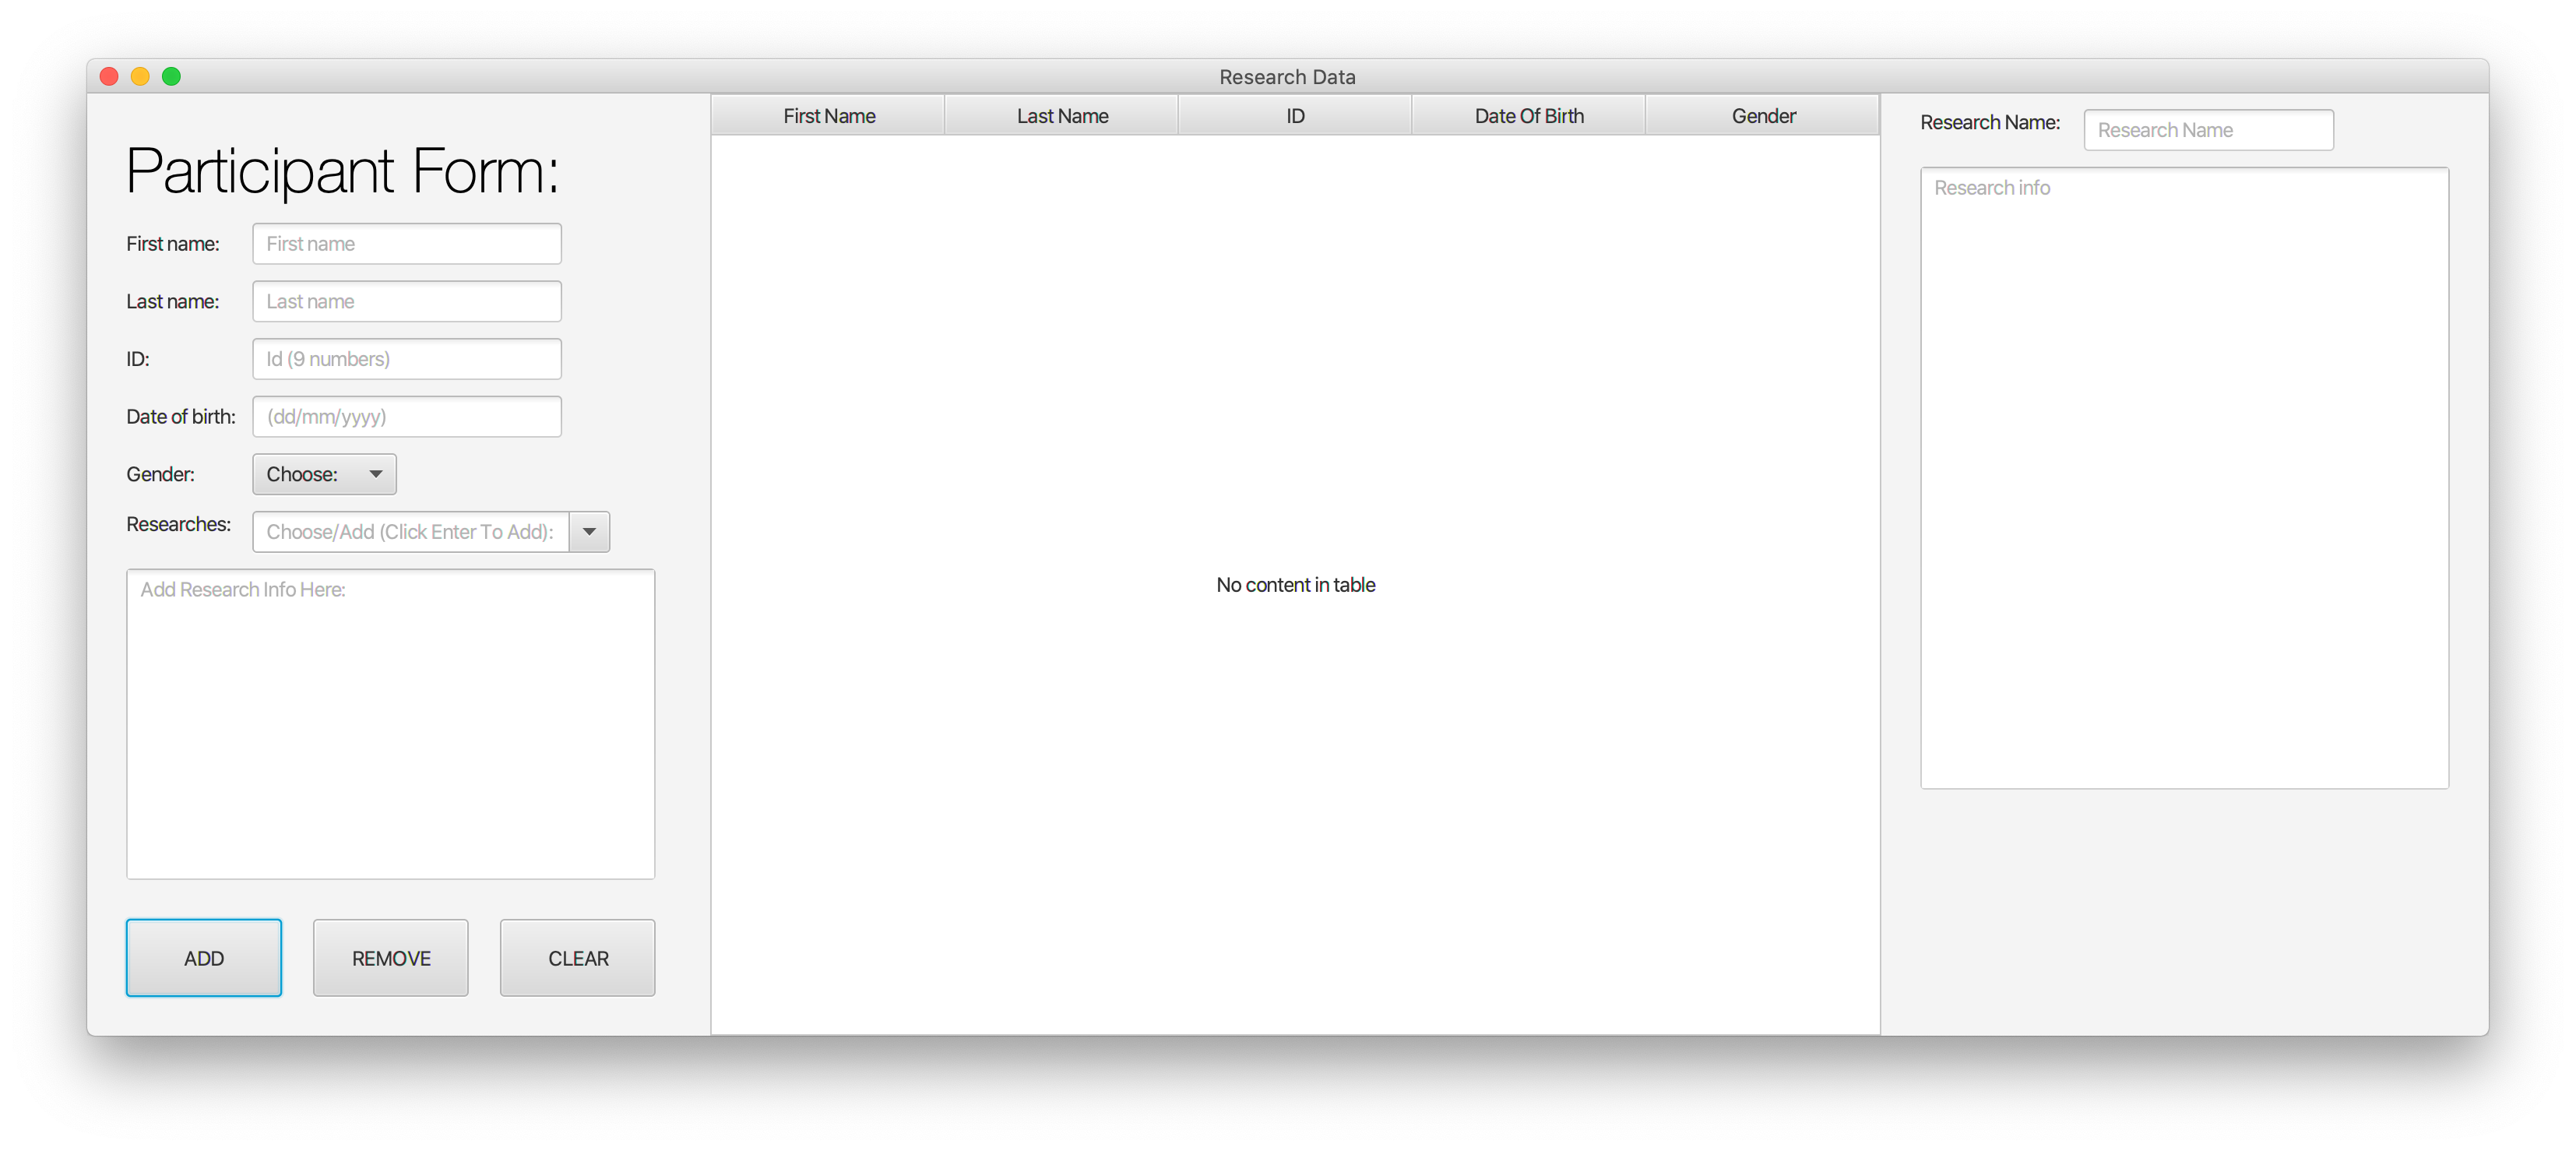 Research Data
Participant Form:
First name:
First name
Last name:
Last name
ID:
Id (9 numbers)
Date of birth:
(dd/mm/yyyy)
Gender:
Choose:
Researches:
Choose/Add (Click Enter To Add):
Add Research Info Here:
ADD
REMOVE
CLEAR
First Name
Last Name
ID
Date Of Birth
Gender
No content in table
Research Name:
Research Name
Research info